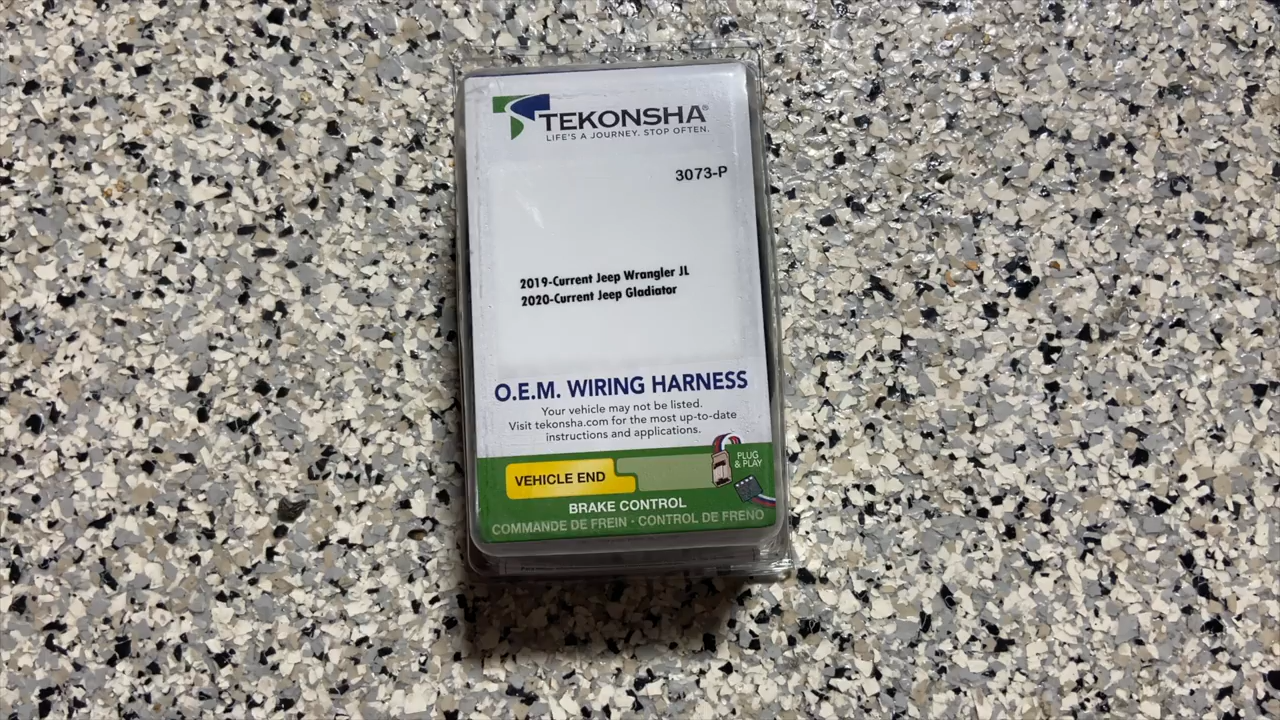 TEKONSHA®
LIFE'S A JOURNEY. STOP OFTEN.
3073-P
2019-Current Jeep Wrangler JL
2020-Current Jeep Gladiator
O.E.M. WIRING HARNESS
Your vehicle may not be listed.
Visit tekonsha.com for the most up-to-date
instructions and applications.
PLUG
& PLAY
VEHICLE END
BRAKE CONTROL
COMMANDE DE FREIN · CONTROL DE FRENO